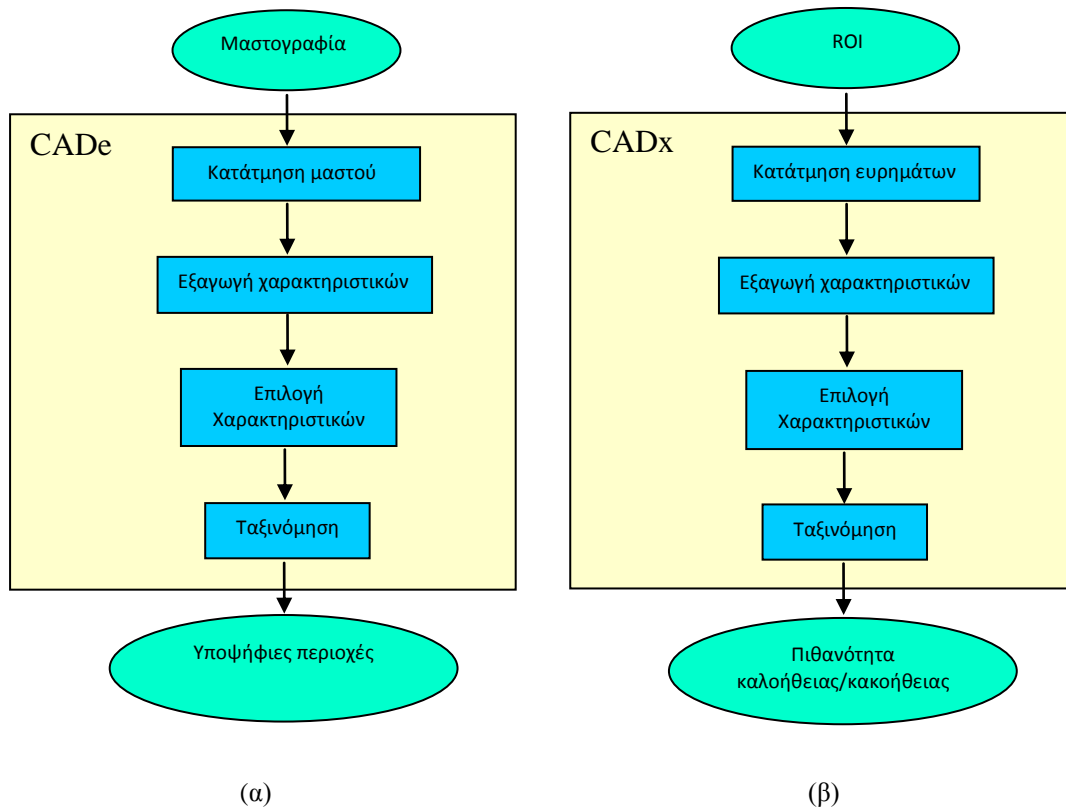 Μαστογραφία
CADe
Κατάτμηση μαστού
Εξαγωγή χαρακτηριστικών
Επιλογή
Χαρακτηριστικών
Ταξινόμηση
Υποψήφιες περιοχές
(α)
ROI
CADx
Κατάτμηση ευρημάτων
Εξαγωγή χαρακτηριστικών
Επιλογή
Χαρακτηριστικών
Ταξινόμηση
Πιθανότητα
καλοήθειας/κακοήθειας
(β)